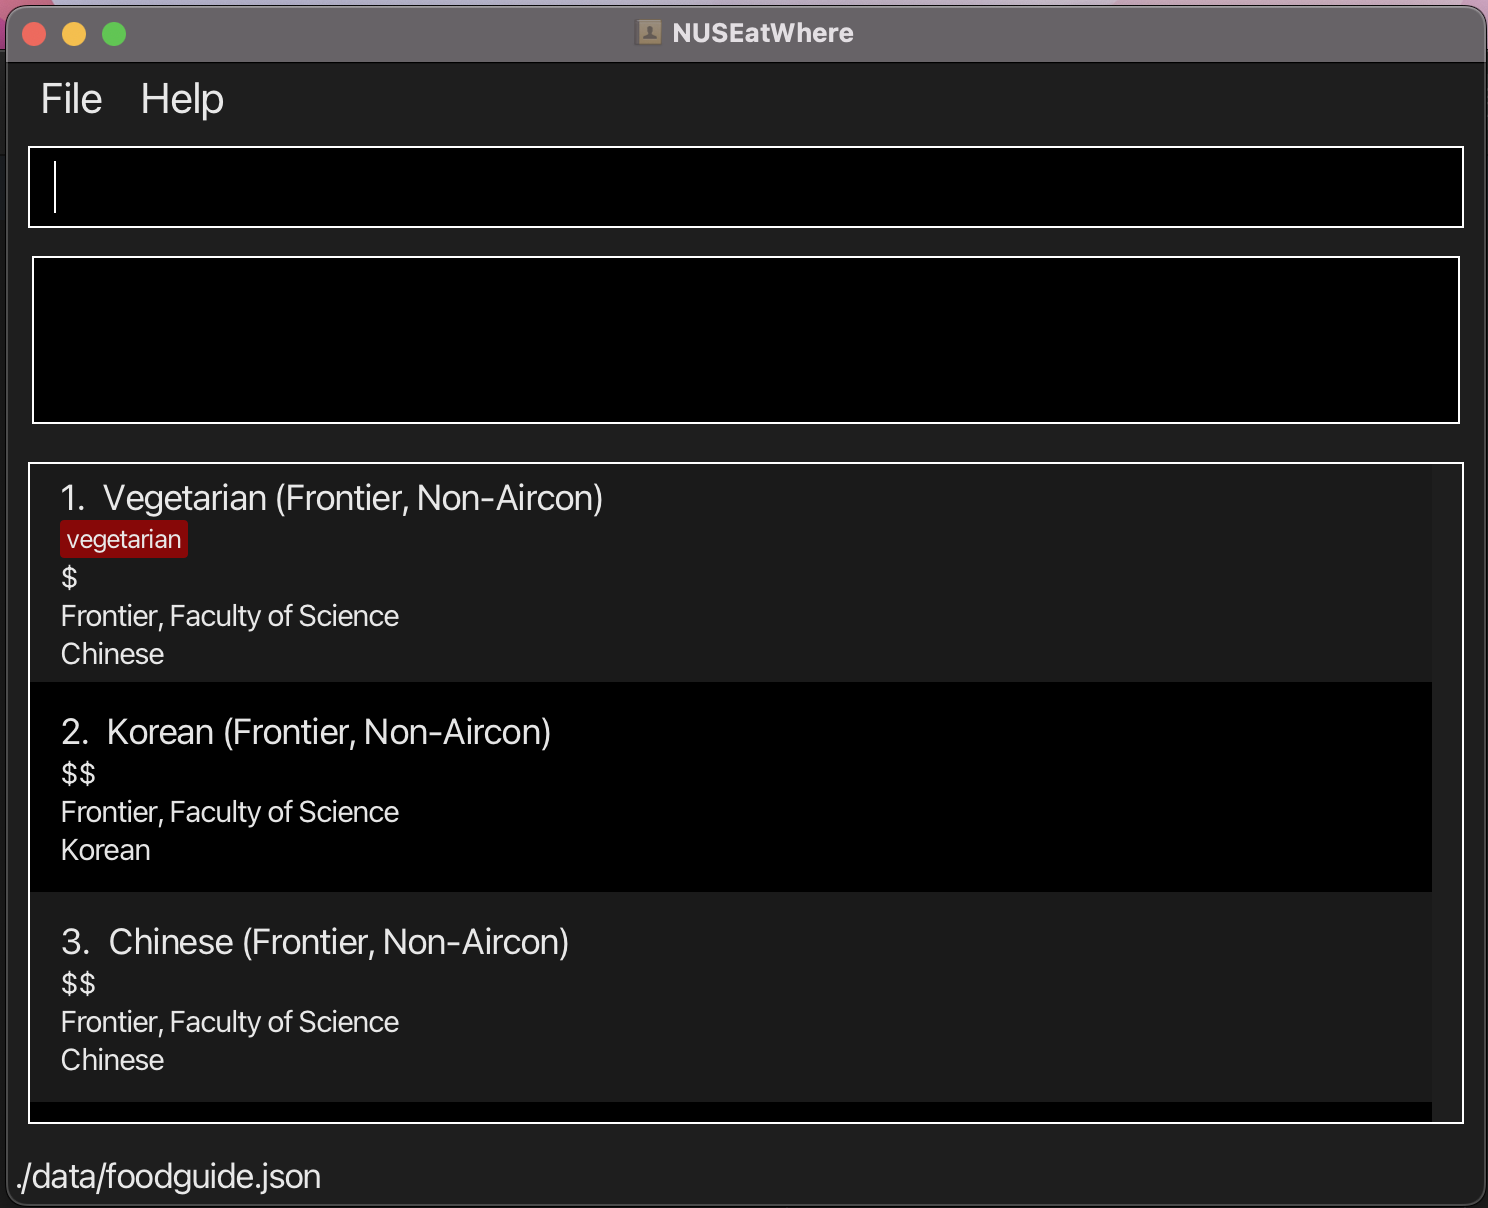 NUSEatWhere
File Help
1. Vegetarian (Frontier, Non-Aircon)
vegetarian
$
Frontier, Faculty of Science
Chinese
2. Korean (Frontier, Non-Aircon)
$$
Frontier, Faculty of Science
Korean
3. Chinese (Frontier, Non-Aircon)
$$
Frontier, Faculty of Science
Chinese
./data/foodguide.json